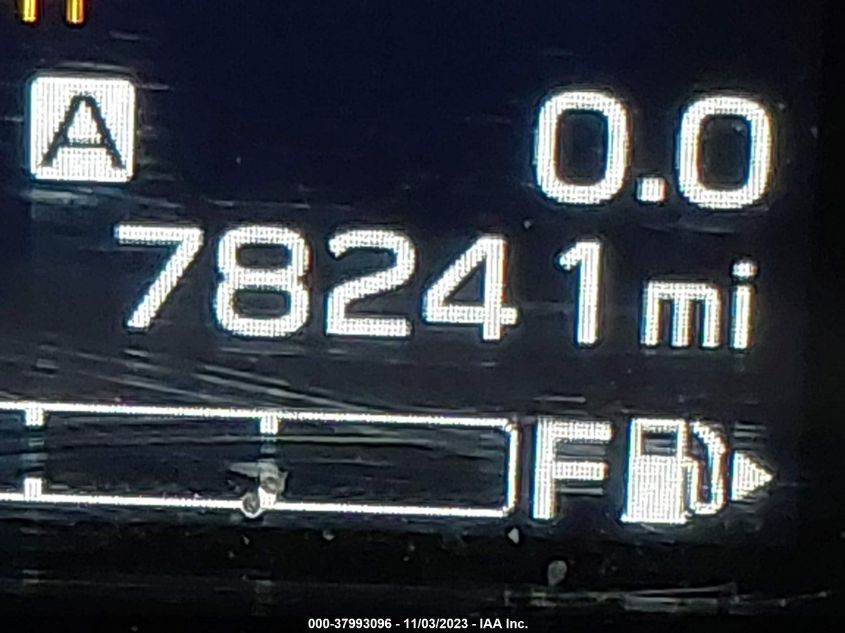 A 0.0
78241 mi
F
000-37993096 - 11/03/2023 - IAA Inc.